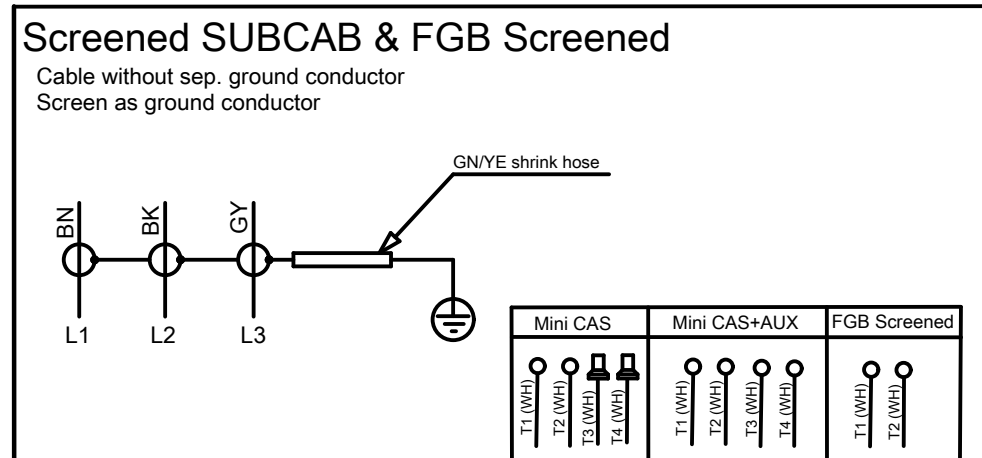 Screened SUBCAB & FGB Screened
Cable without sep. ground conductor
Screen as ground conductor
GN/YE shrink hose
BN
BK
GY
L1
L2
L3
Mini CAS
Mini CAS+AUX
FGB Screened
T1 (WH)
T2 (WH)
T3 (WH)
T4 (WH)
T1 (WH)
T2 (WH)
T3 (WH)
T4 (WH)
T1 (WH)
T2 (WH)